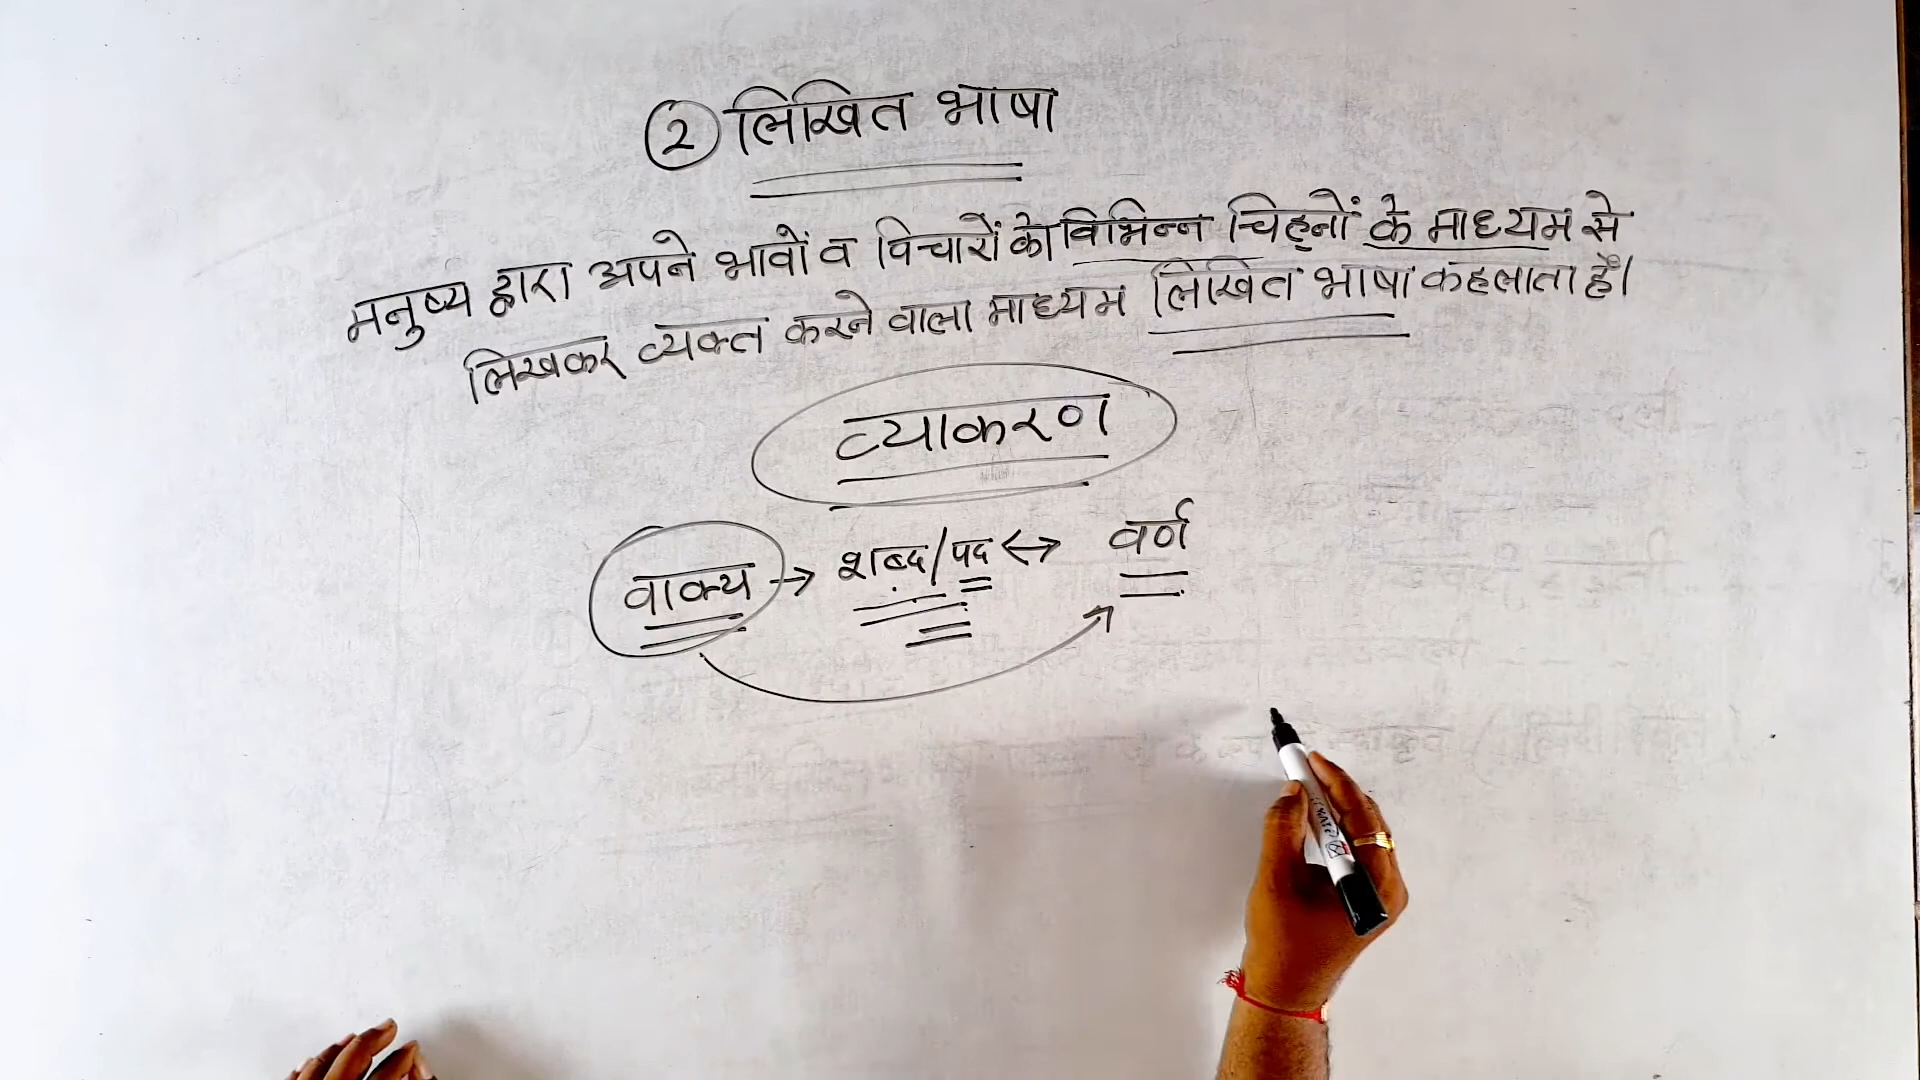 ② लिखित भाषा
मनुष्य द्वारा अपने भावों व विचारों को विभिन्न चिह्नों के माध्यम से
लिखकर व्यक्त करने वाला माध्यम लिखित भाषा कहलाता है।
व्याकरण
वाक्य → शब्द/पद ↔ वर्ण